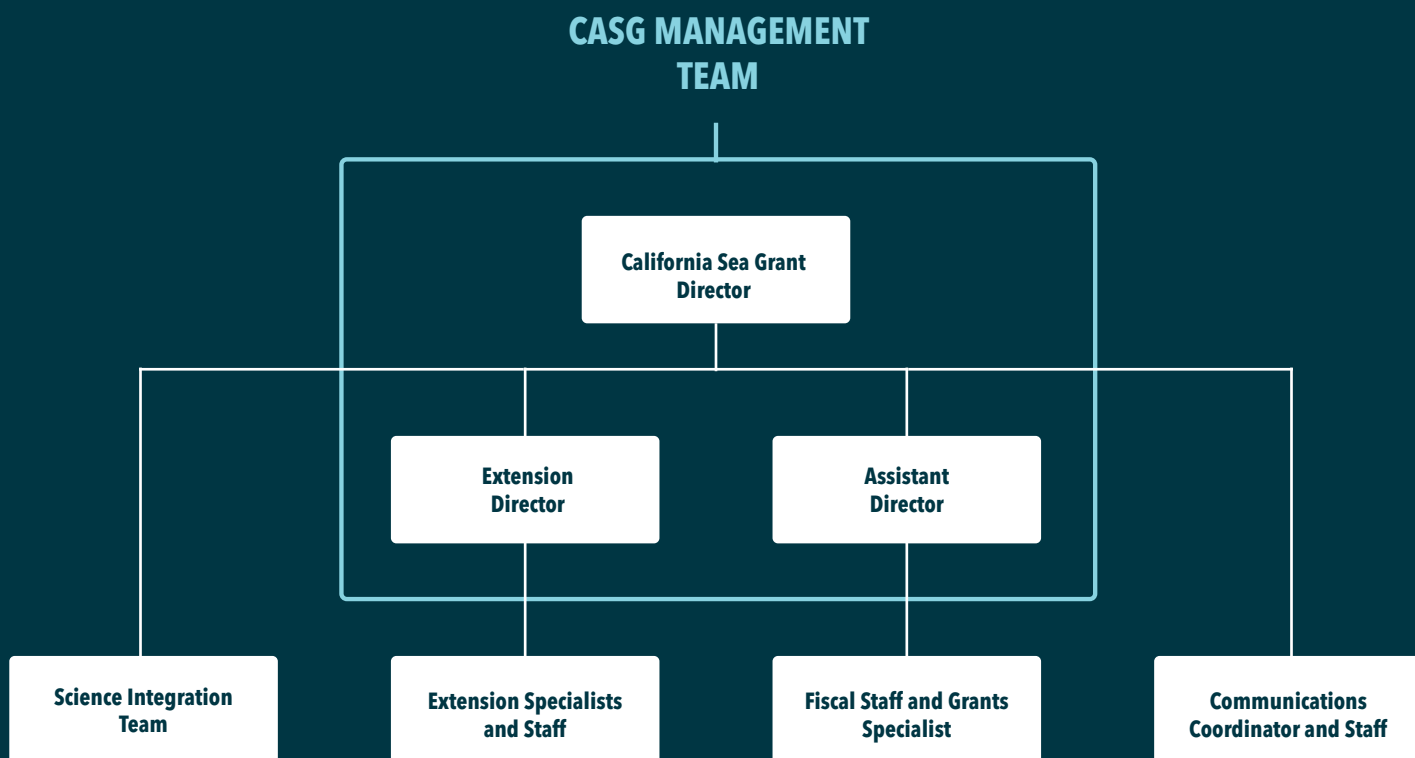 CASG MANAGEMENT
TEAM
California Sea Grant
Director
Extension
Director
Assistant
Director
Science Integration
Team
Extension Specialists
and Staff
Fiscal Staff and Grants
Specialist
Communications
Coordinator and Staff